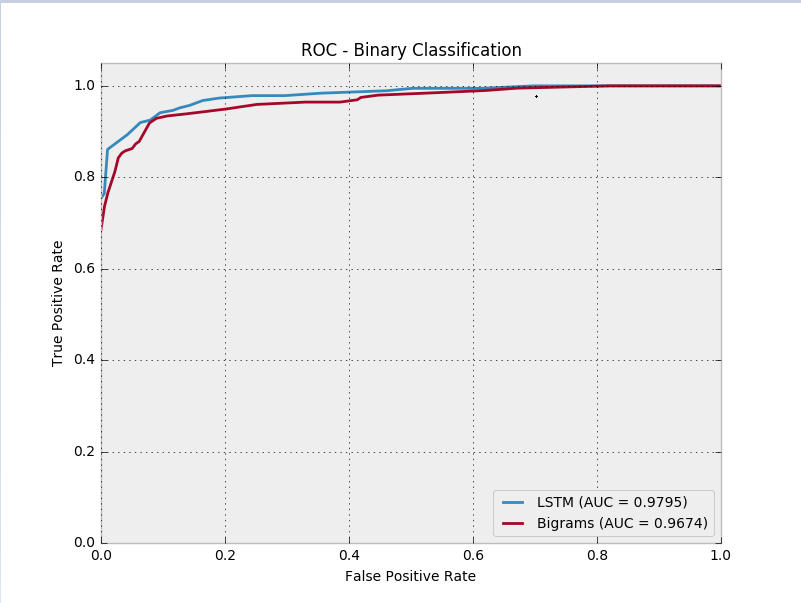 ROC - Binary Classification
1.0
0.8
0.6
0.4
0.2
0.0
True Positive Rate
LSTM (AUC = 0.9795)
Bigrams (AUC = 0.9674)
0.0 0.2 0.4 0.6 0.8 1.0
False Positive Rate